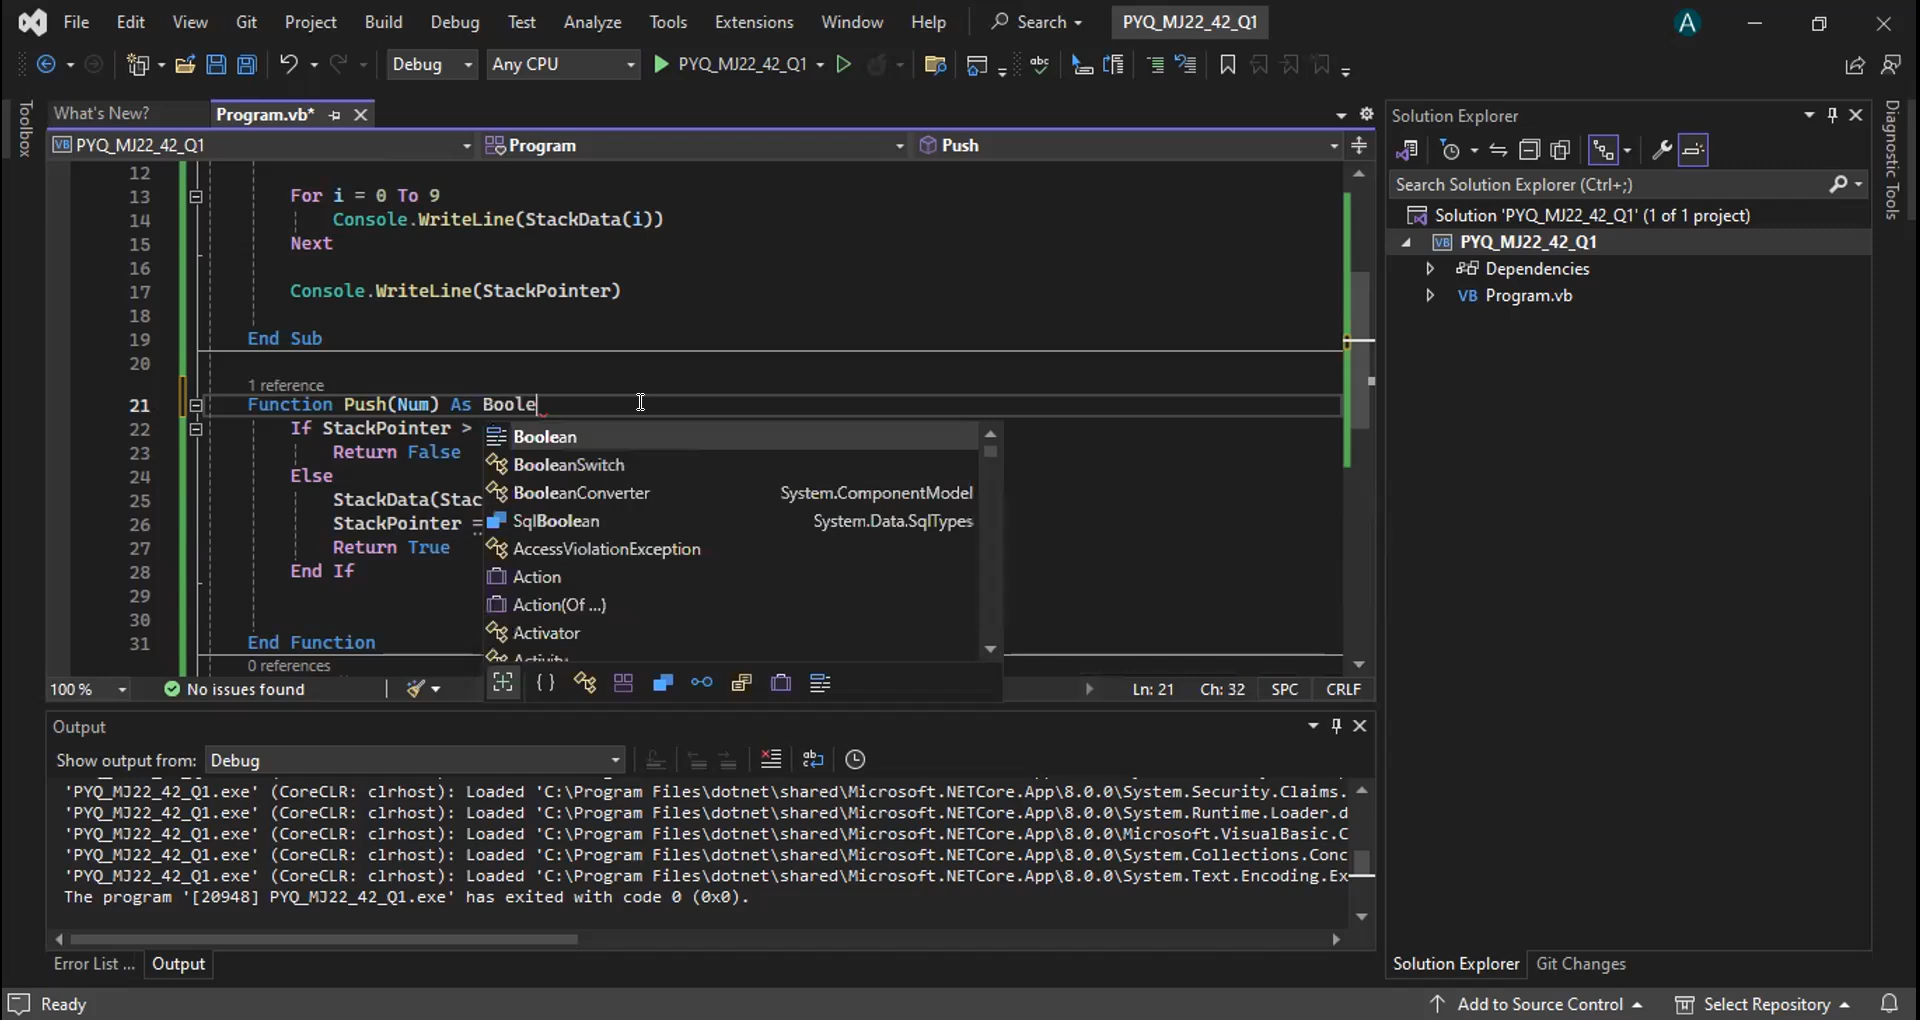 File Edit View Git Project Build Debug Test Analyze Tools Extensions Window Help Search PYQ_MJ22_42_Q1 A
Debug Any CPU PYQ_MJ22_42_Q1 abc
Toolbox
What's New? Program.vb*
VB PYQ_MJ22_42_Q1 Program Push
12
13 For i = 0 To 9
14 Console.WriteLine(StackData(i))
15 Next
16
17 Console.WriteLine(StackPointer)
18
19 End Sub
20
1 reference
21 Function Push(Num) As Boole
22 If StackPointer >
23 Return False
24 Else
25 StackData(Stac
26 StackPointer =
27 Return True
28 End If
29
30
31 End Function
0 references
Boolean
BooleanSwitch
BooleanConverter System.ComponentModel
SqlBoolean System.Data.SqlTypes
AccessViolationException
Action
Action(Of ...)
Activator
Activity
100 % No issues found Ln: 21 Ch: 32 SPC CRLF
Output
Show output from: Debug
'PYQ_MJ22_42_Q1.exe' (CoreCLR: clrhost): Loaded 'C:\Program Files\dotnet\shared\Microsoft.NETCore.App\8.0.0\System.Security.Claims.
'PYQ_MJ22_42_Q1.exe' (CoreCLR: clrhost): Loaded 'C:\Program Files\dotnet\shared\Microsoft.NETCore.App\8.0.0\System.Runtime.Loader.d
'PYQ_MJ22_42_Q1.exe' (CoreCLR: clrhost): Loaded 'C:\Program Files\dotnet\shared\Microsoft.NETCore.App\8.0.0\Microsoft.VisualBasic.C
'PYQ_MJ22_42_Q1.exe' (CoreCLR: clrhost): Loaded 'C:\Program Files\dotnet\shared\Microsoft.NETCore.App\8.0.0\System.Collections.Conc
'PYQ_MJ22_42_Q1.exe' (CoreCLR: clrhost): Loaded 'C:\Program Files\dotnet\shared\Microsoft.NETCore.App\8.0.0\System.Text.Encoding.Ex
The program '[20948] PYQ_MJ22_42_Q1.exe' has exited with code 0 (0x0).
Error List ... Output
Solution Explorer
Search Solution Explorer (Ctrl+;)
Solution 'PYQ_MJ22_42_Q1' (1 of 1 project)
VB PYQ_MJ22_42_Q1
Dependencies
VB Program.vb
Solution Explorer Git Changes
Diagnostic Tools
Ready Add to Source Control Select Repository